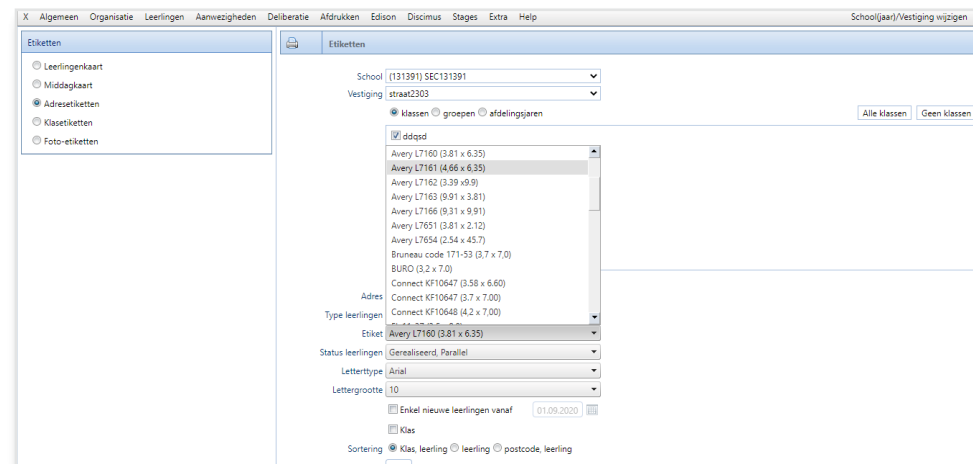 X Algemeen Organisatie Leerlingen Aanwezigheden Deliberatie Afdrukken Edison Discimus Stages Extra Help School(jaar)/Vestiging wijzigen
Etiketten
Leerlingenkaart
Middagkaart
Adresetiketten
Klasetiketten
Foto-etiketten
Etiketten
School (131391) SEC131391
Vestiging straat2303
klassen groepen afdelingsjaren Alle klassen Geen klassen
ddqsd
Avery L7160 (3.81 x 6.35)
Avery L7161 (4,66 x 6,35)
Avery L7162 (3.39 x9.9)
Avery L7163 (9.91 x 3.81)
Avery L7166 (9,31 x 9,91)
Avery L7651 (3.81 x 2.12)
Avery L7654 (2.54 x 45.7)
Bruneau code 171-53 (3,7 x 7,0)
BURO (3,2 x 7.0)
Connect KF10647 (3.58 x 6.60)
Adres Connect KF10647 (3.7 x 7.00)
Type leerlingen Connect KF10648 (4,2 x 7,00)
Etiket Avery L7160 (3.81 x 6.35)
Status leerlingen Gerealiseerd, Parallel
Letterttype Arial
Lettergrootte 10
Enkel nieuwe leerlingen vanaf 01.09.2020
Klas
Sortering Klas, leerling leerling postcode, leerling